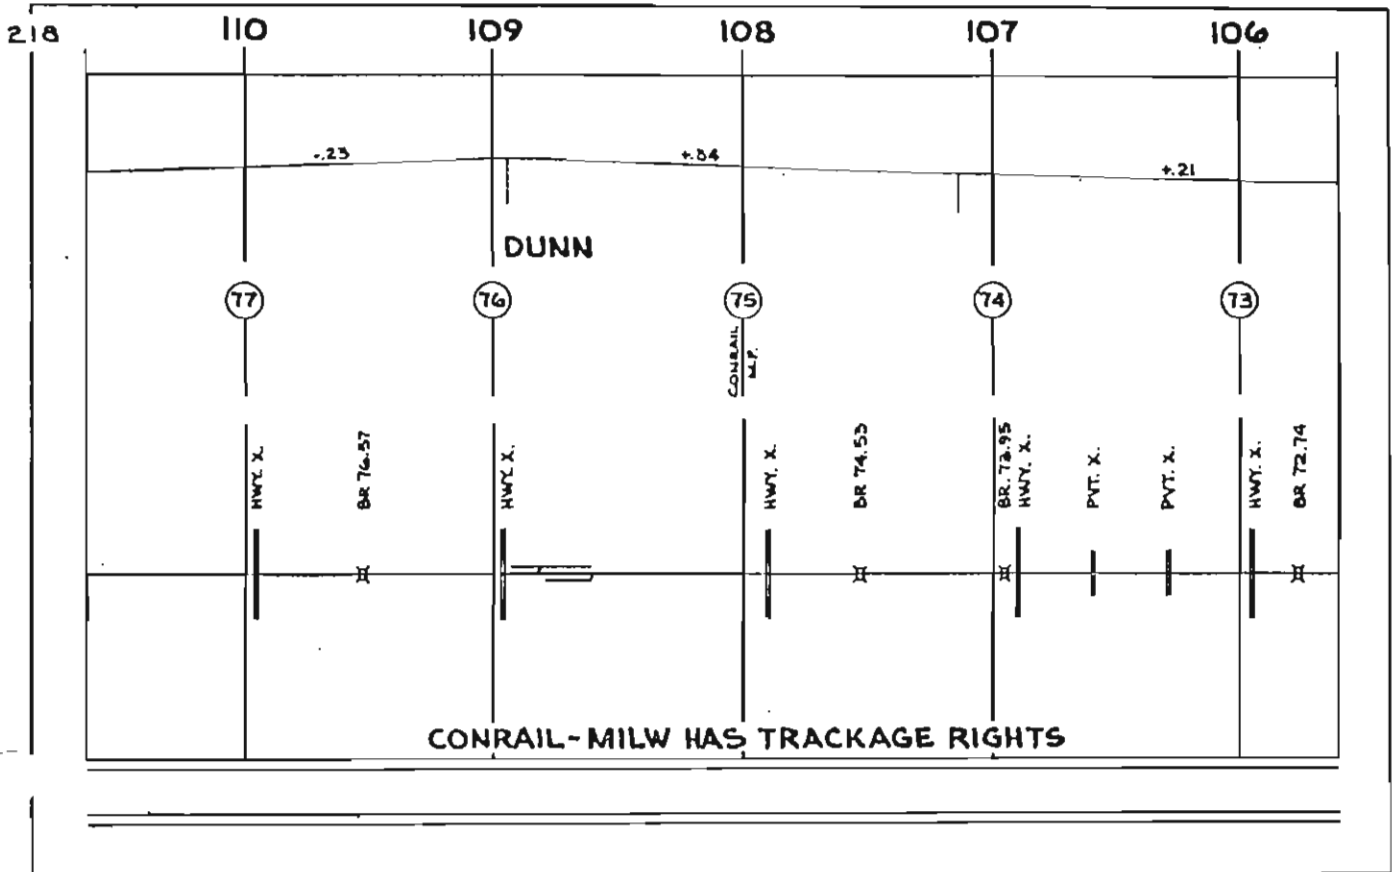 218 110 109 108 107 106
-.23 +.34 +.21
DUNN
77 76 75 74 73
CONRAIL
M.P.
HWY. X.
BR 76.57
HWY. X.
HWY. X.
BR 74.53
BR. 73.95
HWY. X.
PVT. X.
PVT. X.
HWY. X.
BR 72.74
CONRAIL-MILW HAS TRACKAGE RIGHTS